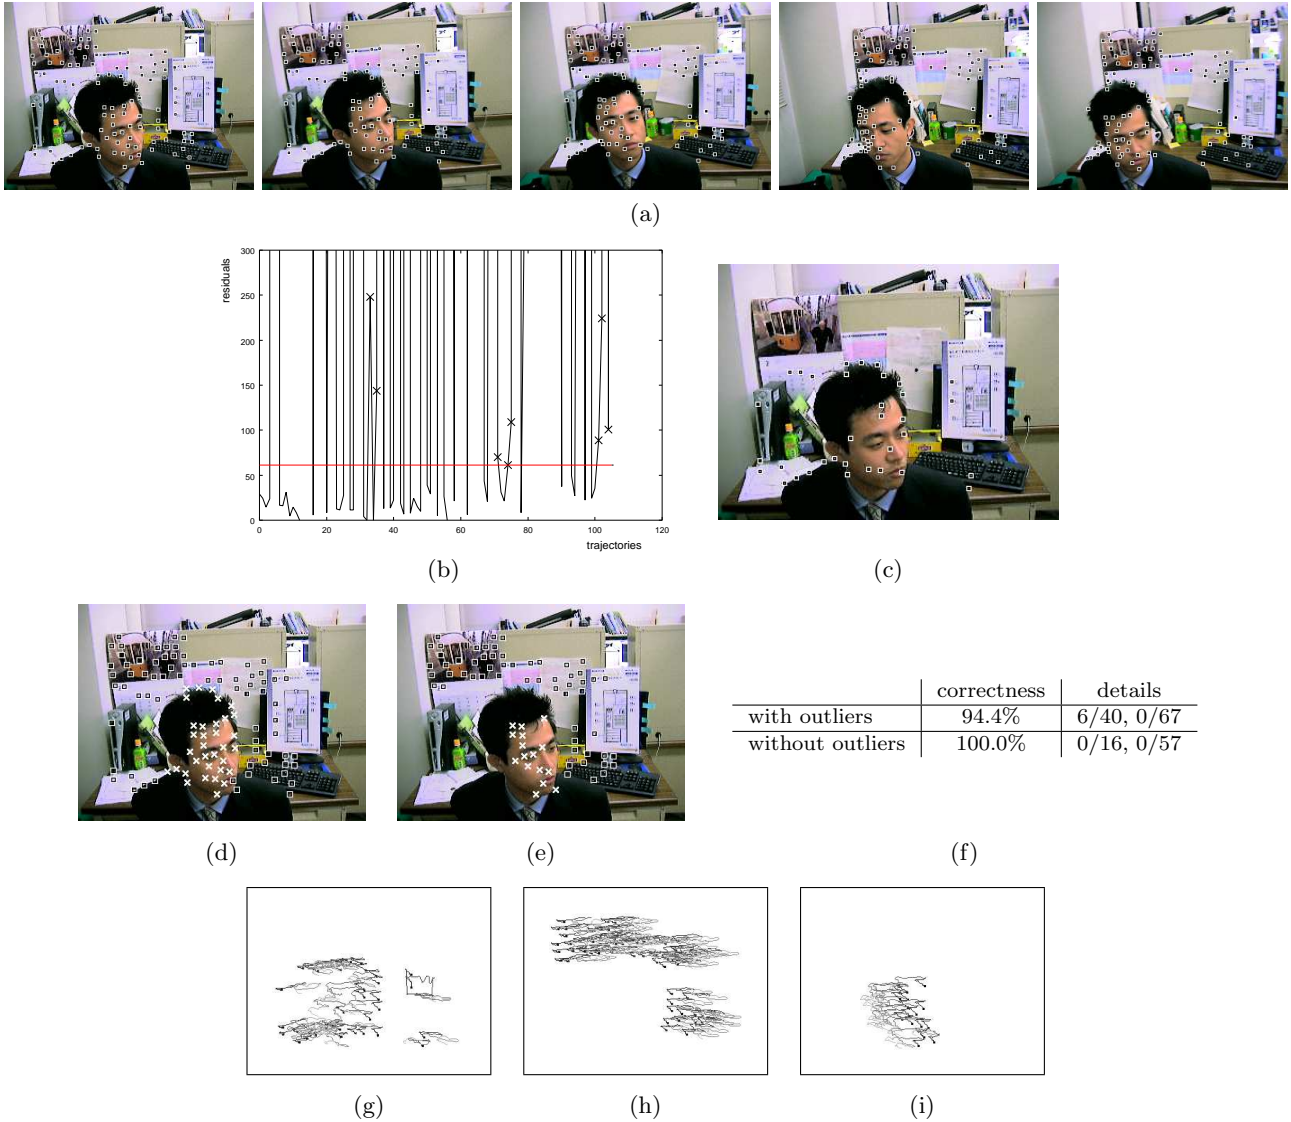 (a)
300
250
200
150
100
50
0
residuals
0 20 40 60 80 100 120
trajectories
(b)
(c)
correctness details
with outliers 94.4% 6/40, 0/67
without outliers 100.0% 0/16, 0/57
(d)
(e)
(f)
(g)
(h)
(i)